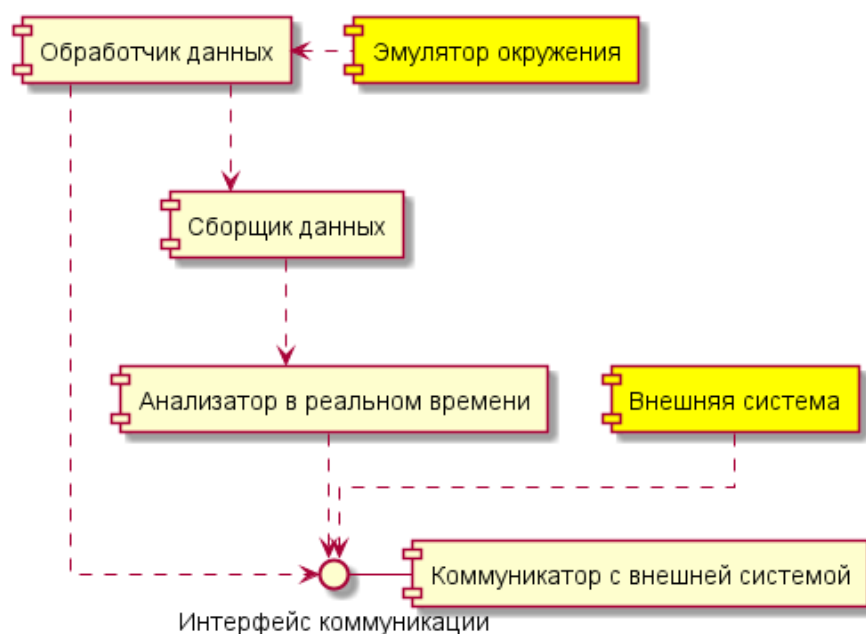 Обработчик данных
Эмулятор окружения
Сборщик данных
Анализатор в реальном времени
Внешняя система
Коммуникатор с внешней системой
Интерфейс коммуникации